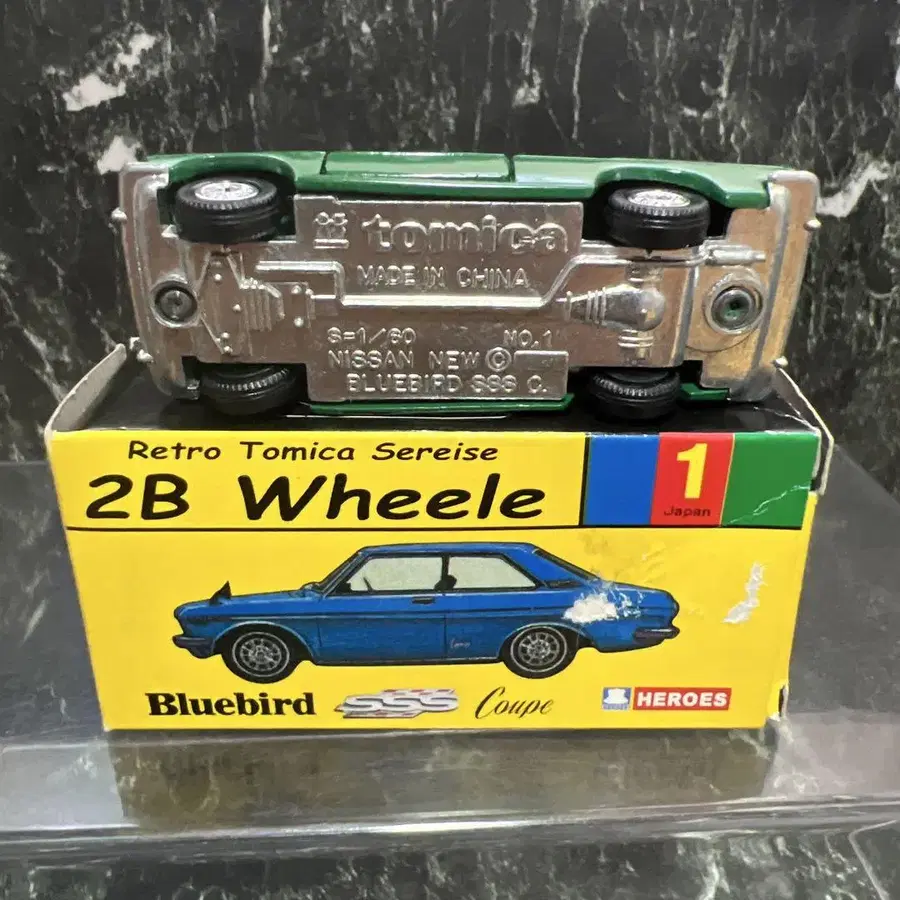 tomica
MADE IN CHINA
S=1/60 NO.1
NISSAN NEW ©
BLUEBIRD SSS C.
Retro Tomica Sereise
2B Wheele
1
Japan
Bluebird SSS Coupe
HEROES